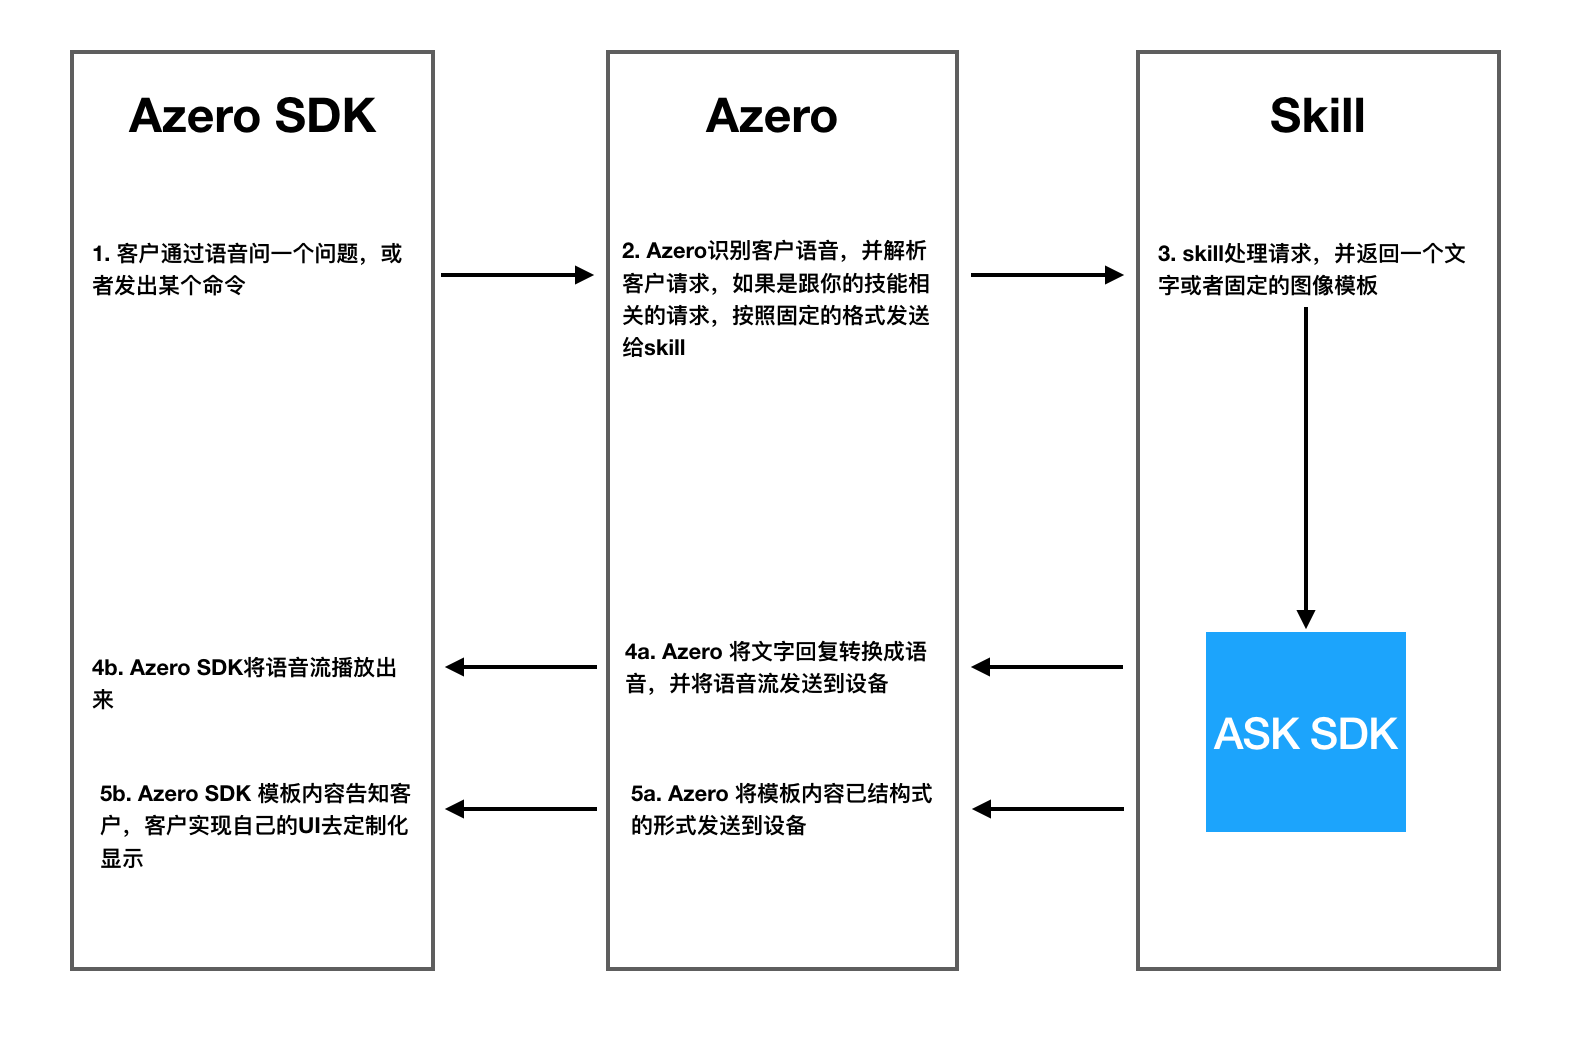 Azero SDK
Azero
Skill
1. 客户通过语音问一个问题，或
者发出某个命令
2. Azero识别客户语音，并解析
客户请求，如果是跟你的技能相
关的请求，按照固定的格式发送
给skill
3. skill处理请求，并返回一个文
字或者固定的图像模板
4b. Azero SDK将语音流播放出
来
4a. Azero 将文字回复转换成语
音，并将语音流发送到设备
ASK SDK
5b. Azero SDK 模板内容告知客
户，客户实现自己的UI去定制化
显示
5a. Azero 将模板内容已结构式
的形式发送到设备